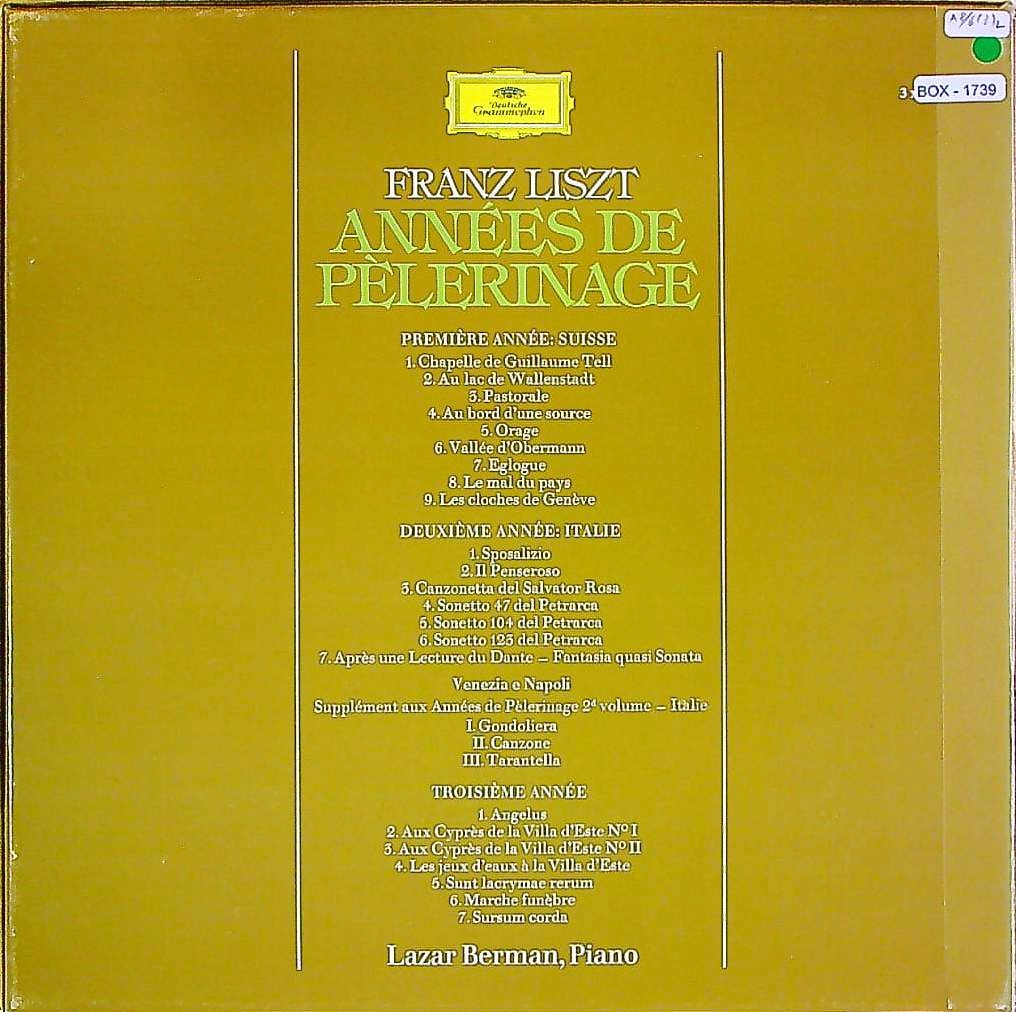 BOX - 1739
Deutsche
Grammophon
FRANZ LISZT
ANNÉES DE
PÈLERINAGE
PREMIÈRE ANNÉE: SUISSE
1. Chapelle de Guillaume Tell
2. Au lac de Wallenstadt
3. Pastorale
4. Au bord d'une source
5. Orage
6. Vallée d'Obermann
7. Eglogue
8. Le mal du pays
9. Les cloches de Genève
DEUXIÈME ANNÉE: ITALIE
1. Sposalizio
2. Il Penseroso
3. Canzonetta del Salvator Rosa
4. Sonetto 47 del Petrarca
5. Sonetto 104 del Petrarca
6. Sonetto 123 del Petrarca
7. Après une Lecture du Dante – Fantasia quasi Sonata
Venezia e Napoli
Supplément aux Années de Pèlerinage 2d volume – Italie
I. Gondoliera
II. Canzone
III. Tarantella
TROISIÈME ANNÉE
1. Angelus
2. Aux Cyprès de la Villa d'Este No I
3. Aux Cyprès de la Villa d'Este No II
4. Les jeux d'eaux à la Villa d'Este
5. Sunt lacrymae rerum
6. Marche funèbre
7. Sursum corda
Lazar Berman, Piano